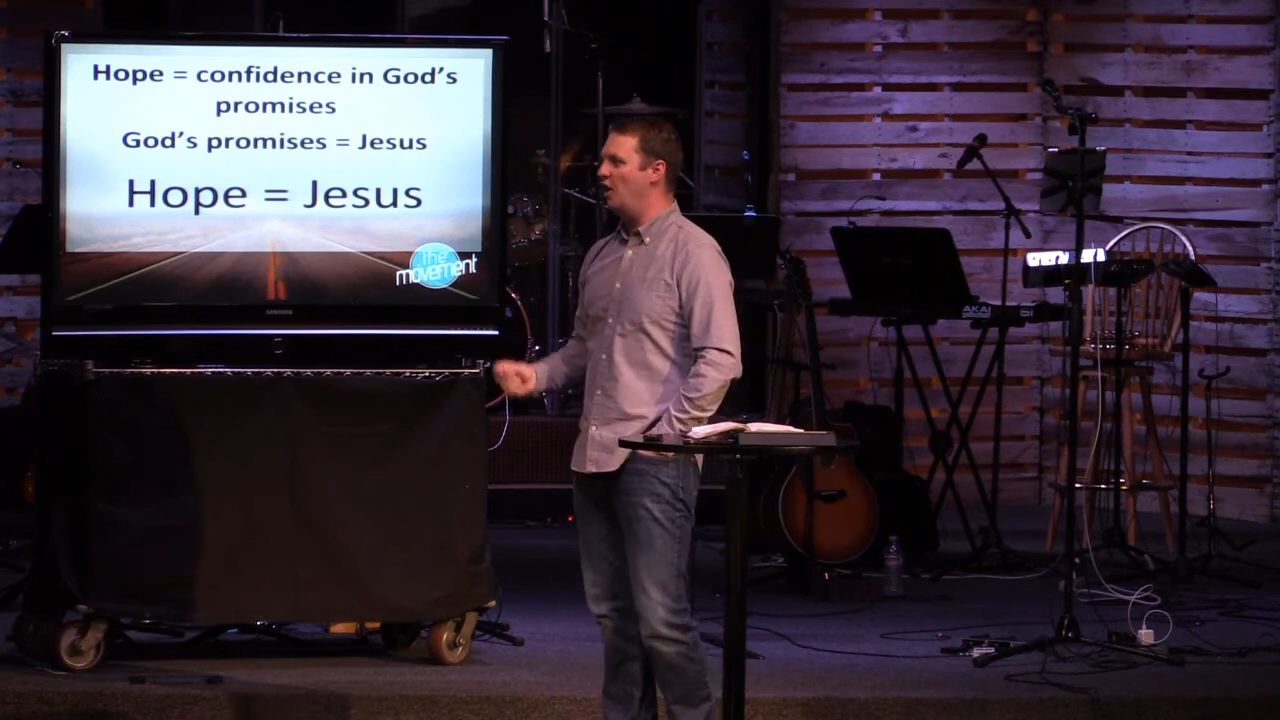 Hope = confidence in God's
promises
God's promises = Jesus
Hope = Jesus
the
movement
SAMSUNG
AKAI